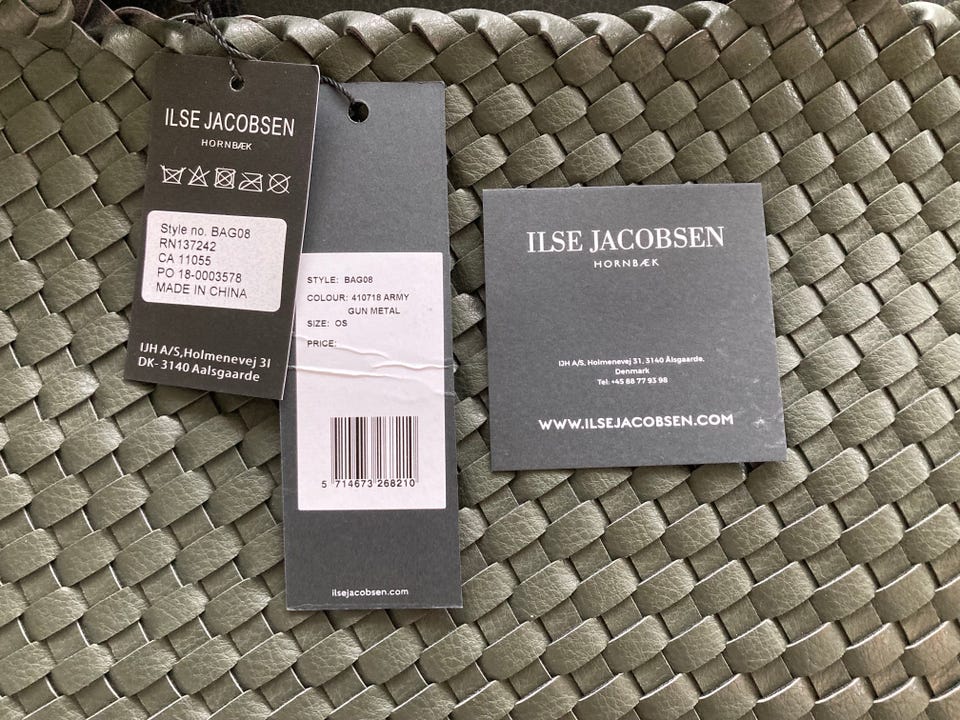 ILSE JACOBSEN
HORNBÆK
Style no. BAG08
RN137242
CA 11055
PO 18-0003578
MADE IN CHINA
IJH A/S,Holmenevej 31
DK- 3140 Aalsgaarde
STYLE: BAG08
COLOUR: 410718 ARMY
GUN METAL
SIZE: OS
PRICE:
5 714673 268210
ilsejacobsen.com
ILSE JACOBSEN
HORNBÆK
IJH A/S, Holmenevej 31, 3140 Ålsgaarde,
Denmark
Tel: +45 88 77 93 98
WWW.ILSEJACOBSEN.COM